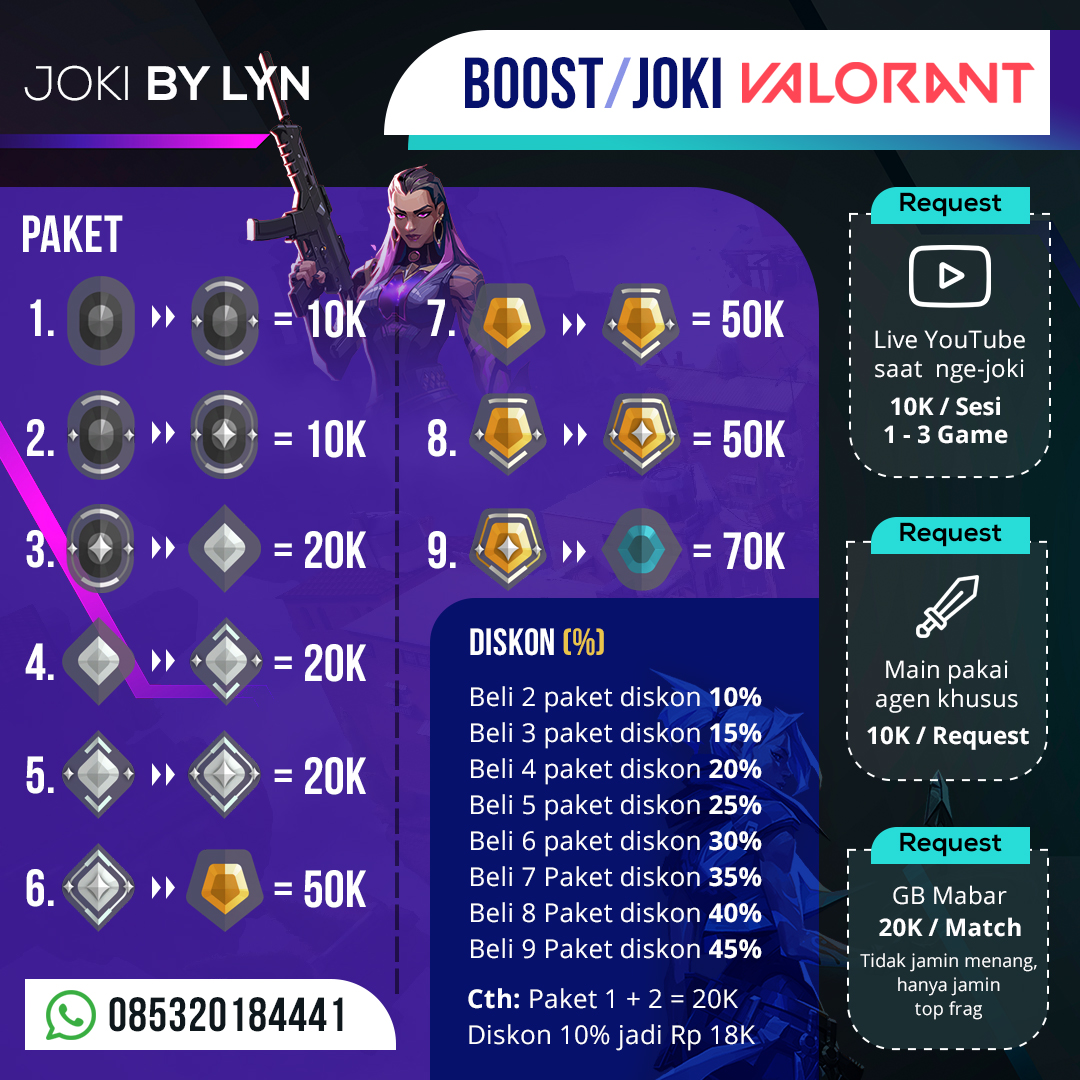 JOKI BY LYN
BOOST/JOKI VALORANT
PAKET
1. = 10K
2. = 10K
3. = 20K
4. = 20K
5. = 20K
6. = 50K
7. = 50K
8. = 50K
9. = 70K
DISKON (%)
Beli 2 paket diskon 10%
Beli 3 paket diskon 15%
Beli 4 paket diskon 20%
Beli 5 paket diskon 25%
Beli 6 paket diskon 30%
Beli 7 Paket diskon 35%
Beli 8 Paket diskon 40%
Beli 9 Paket diskon 45%
Cth: Paket 1 + 2 = 20K
Diskon 10% jadi Rp 18K
085320184441
Request
Live YouTube
saat nge-joki
10K / Sesi
1 - 3 Game
Request
Main pakai
agen khusus
10K / Request
Request
GB Mabar
20K / Match
Tidak jamin menang,
hanya jamin
top frag